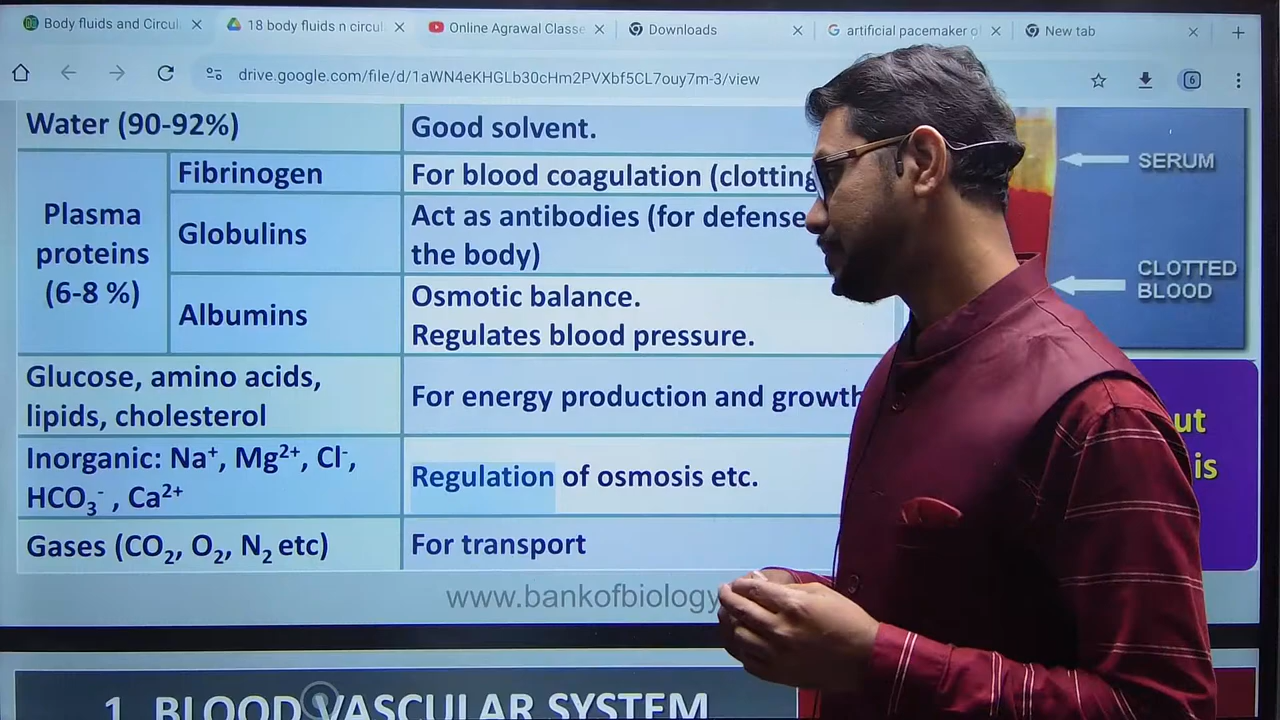 Body fluids and Circul
18 body fluids n circul
Online Agrawal Classe
Downloads
artificial pacemaker o
New tab
drive.google.com/file/d/1aWN4eKHGLb30cHm2PVXbf5CL7ouy7m-3/view
6
Water (90-92%)
Good solvent.
Plasma
proteins
(6-8 %)
Fibrinogen
For blood coagulation (clotting
Globulins
Act as antibodies (for defense
the body)
Albumins
Osmotic balance.
Regulates blood pressure.
Glucose, amino acids,
lipids, cholesterol
For energy production and growth
Inorganic: Na⁺, Mg²⁺, Cl⁻,
HCO₃⁻ , Ca²⁺
Regulation of osmosis etc.
Gases (CO₂, O₂, N₂ etc)
For transport
SERUM
CLOTTED
BLOOD
ut
is
www.bankofbiology
1. BLOOD VASCULAR SYSTEM